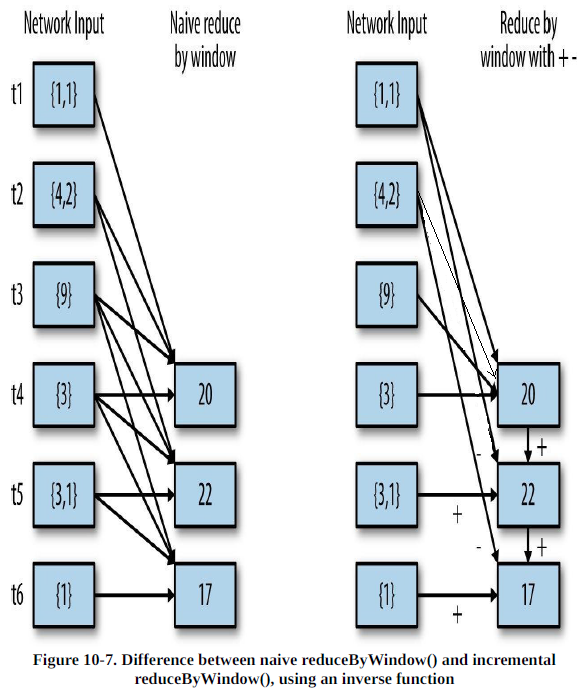 Network Input
Naive reduce
by window
Network Input
Reduce by
window with + -
t1
{1,1}
{1,1}
t2
{4,2}
{4,2}
t3
{9}
{9}
t4
{3}
20
{3}
20
-
+
t5
{3,1}
22
{3,1}
22
+
-
+
t6
{1}
17
{1}
17
+
Figure 10-7. Difference between naive reduceByWindow() and incremental
reduceByWindow(), using an inverse function